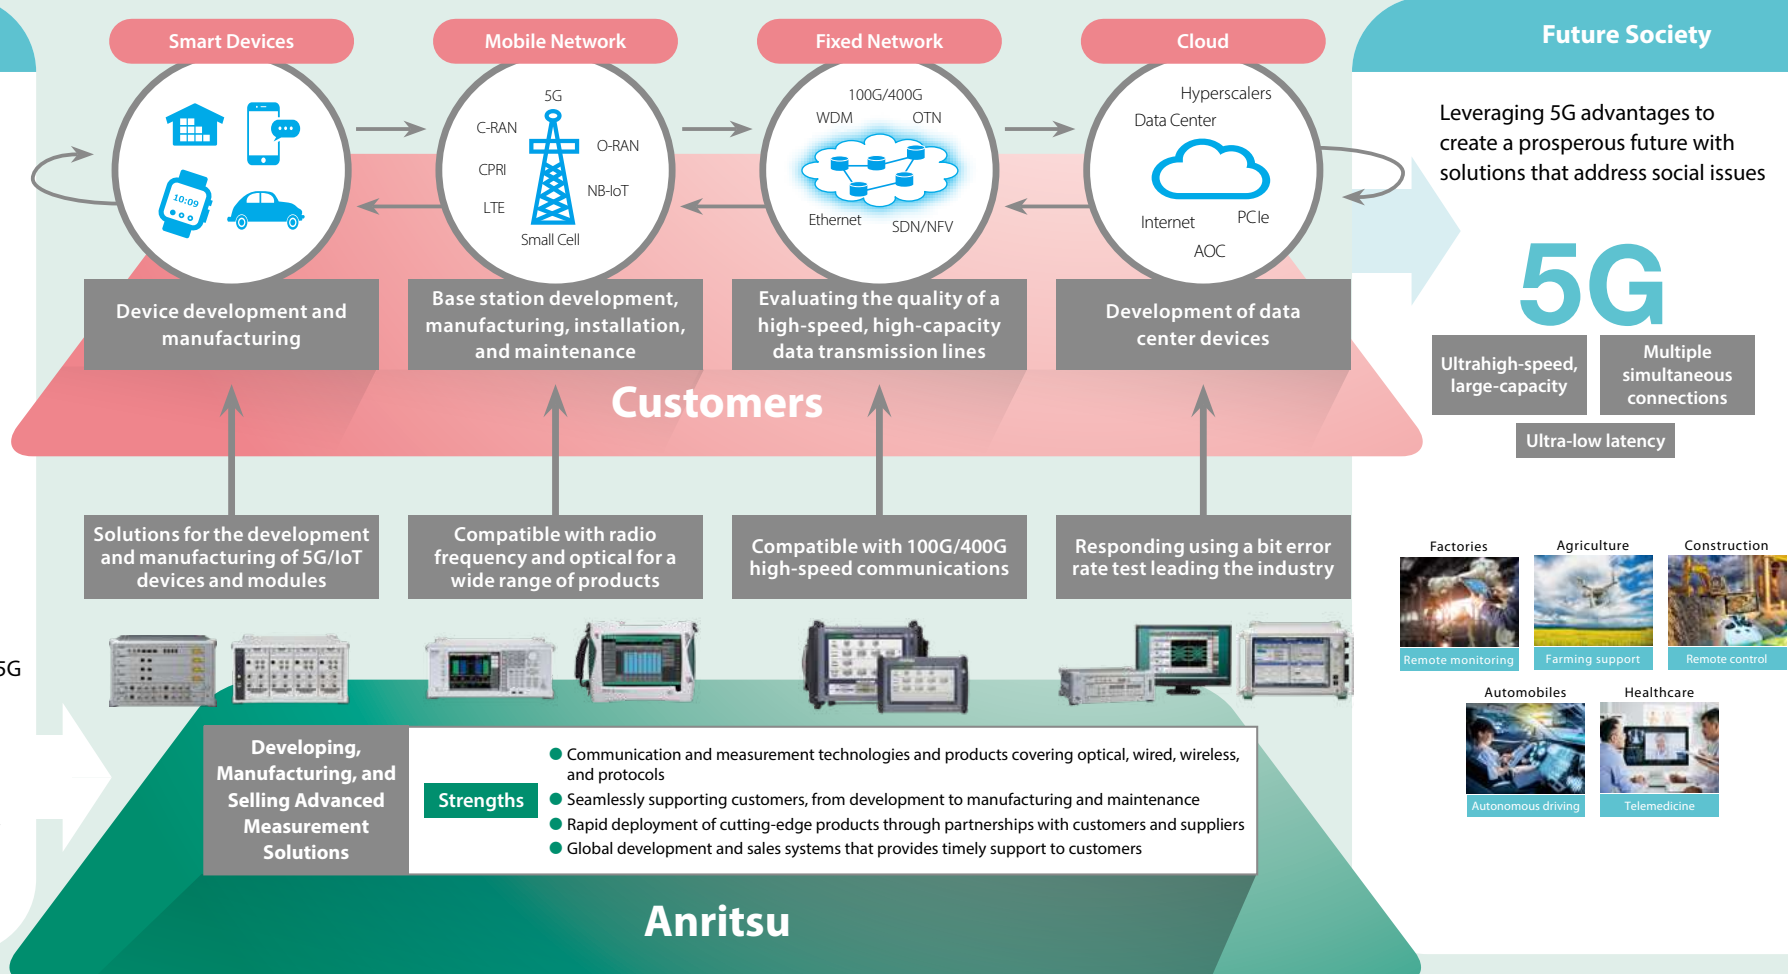 Smart Devices
Mobile Network
Fixed Network
Cloud
Future Society
10:09
5G
C-RAN
O-RAN
CPRI
NB-IoT
LTE
Small Cell
100G/400G
WDM
OTN
Ethernet
SDN/NFV
Hyperscalers
Data Center
Internet
PCIe
AOC
Device development and
manufacturing
Base station development,
manufacturing, installation,
and maintenance
Evaluating the quality of a
high-speed, high-capacity
data transmission lines
Development of data
center devices
Customers
Solutions for the development
and manufacturing of 5G/IoT
devices and modules
Compatible with radio
frequency and optical for a
wide range of products
Compatible with 100G/400G
high-speed communications
Responding using a bit error
rate test leading the industry
5G
Developing,
Manufacturing, and
Selling Advanced
Measurement
Solutions
Strengths
● Communication and measurement technologies and products covering optical, wired, wireless,
and protocols
● Seamlessly supporting customers, from development to manufacturing and maintenance
● Rapid deployment of cutting-edge products through partnerships with customers and suppliers
● Global development and sales systems that provides timely support to customers
Anritsu
Leveraging 5G advantages to
create a prosperous future with
solutions that address social issues
5G
Ultrahigh-speed,
large-capacity
Multiple
simultaneous
connections
Ultra-low latency
Factories
Remote monitoring
Agriculture
Farming support
Construction
Remote control
Automobiles
Autonomous driving
Healthcare
Telemedicine